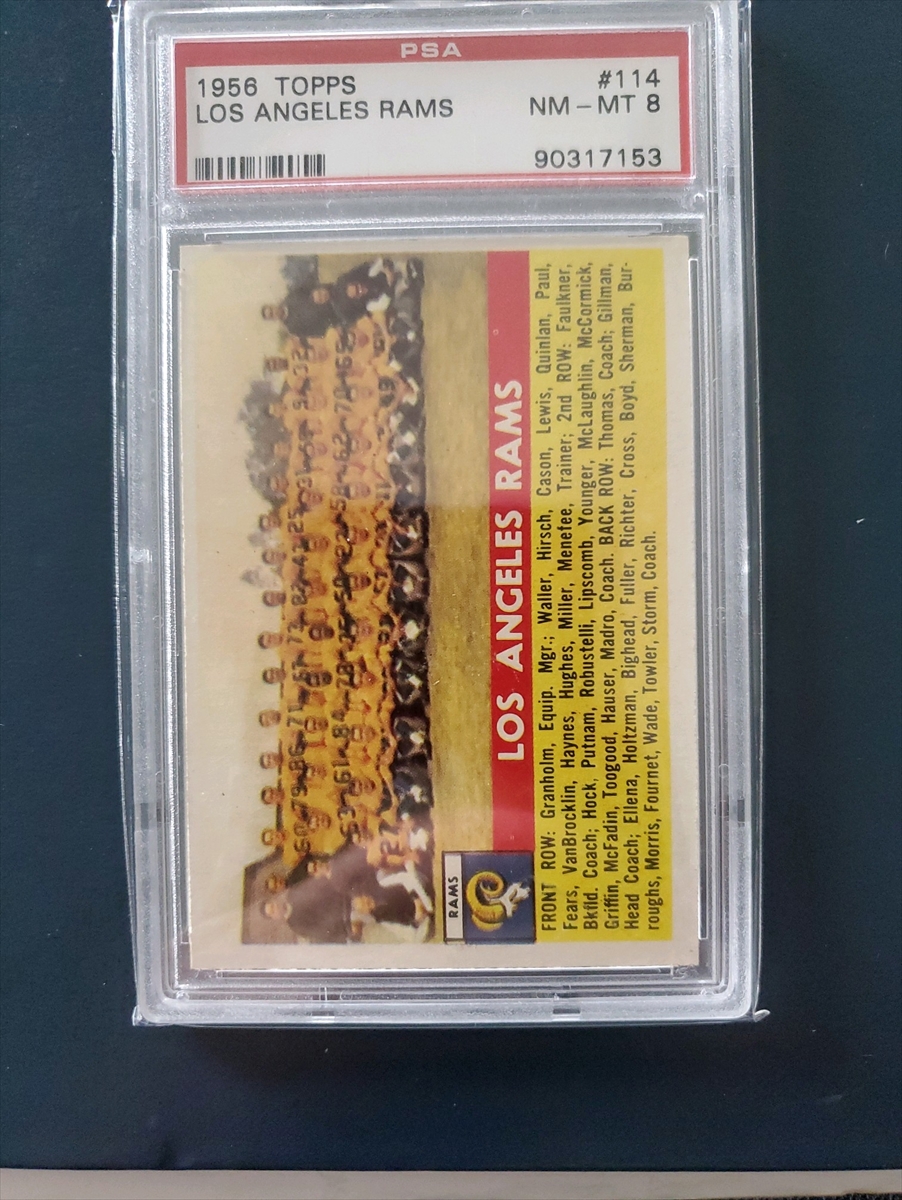 PSA
1956 TOPPS #114
LOS ANGELES RAMS NM-MT 8
90317153
RAMS
LOS ANGELES RAMS
FRONT ROW: Granholm, Equip. Mgr.; Waller, Hirsch, Cason, Lewis, Quinlan, Paul,
Fears, VanBrocklin, Haynes, Hughes, Miller, Menefee, Trainer; 2nd ROW: Faulkner,
Bkfild. Coach; Hock, Putnam, Robustelli, Lipscomb, Younger, McLaughlin, McCormick,
Griffin, McFadin, Toogood, Hauser, Madro, Coach. BACK ROW: Thomas, Coach; Gillman,
Head Coach; Ellena, Holtzman, Bighead, Fuller, Richter, Cross, Boyd, Sherman, Bur-
roughs, Morris, Fournet, Wade, Towler, Storm, Coach.